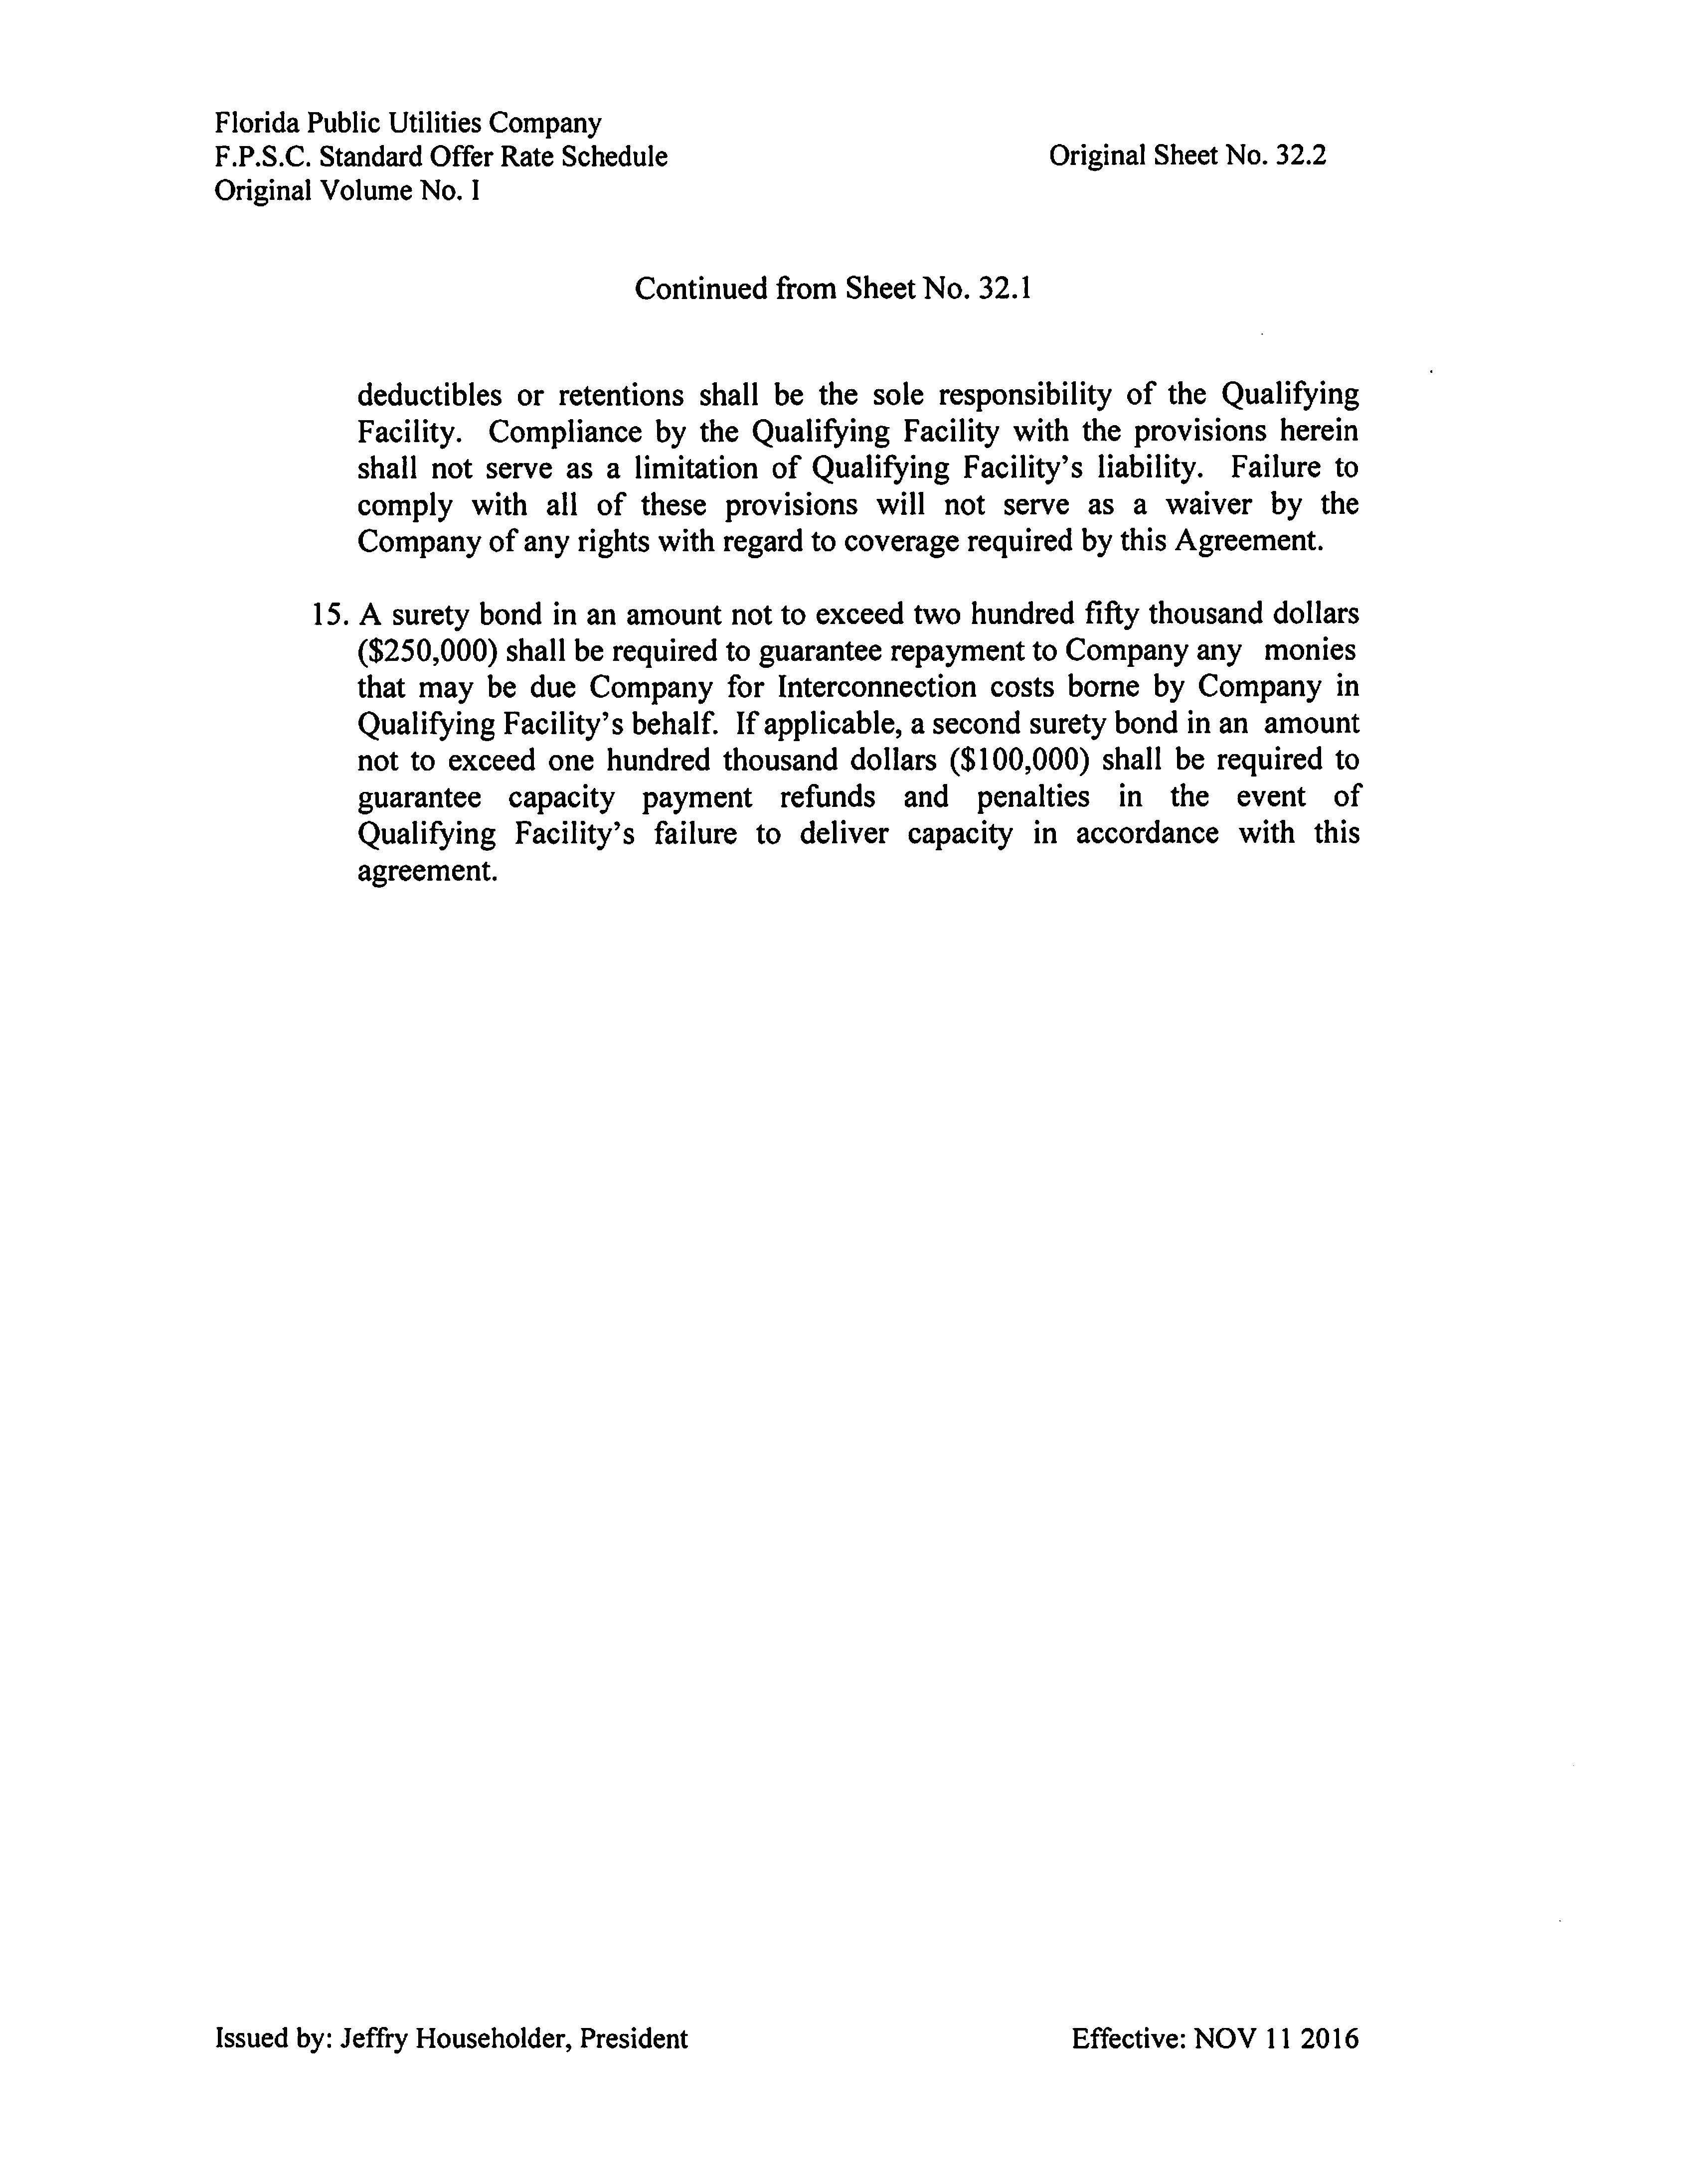 Florida Public Utilities Company
F.P.S.C. Standard Offer Rate Schedule
Original Sheet No. 32.2
Original Volume No. I
Continued from Sheet No. 32.1
deductibles or retentions shall be the sole responsibility of the Qualifying
Facility. Compliance by the Qualifying Facility with the provisions herein
shall not serve as a limitation of Qualifying Facility's liability. Failure to
comply with all of these provisions will not serve as a waiver by the
Company of any rights with regard to coverage required by this Agreement.
15. A surety bond in an amount not to exceed two hundred fifty thousand dollars
($250,000) shall be required to guarantee repayment to Company any monies
that may be due Company for Interconnection costs borne by Company in
Qualifying Facility's behalf. If applicable, a second surety bond in an amount
not to exceed one hundred thousand dollars ($100,000) shall be required to
guarantee capacity payment refunds and penalties in the event of
Qualifying Facility's failure to deliver capacity in accordance with this
agreement.
Issued by: Jeffry Householder, President
Effective: NOV 11 2016